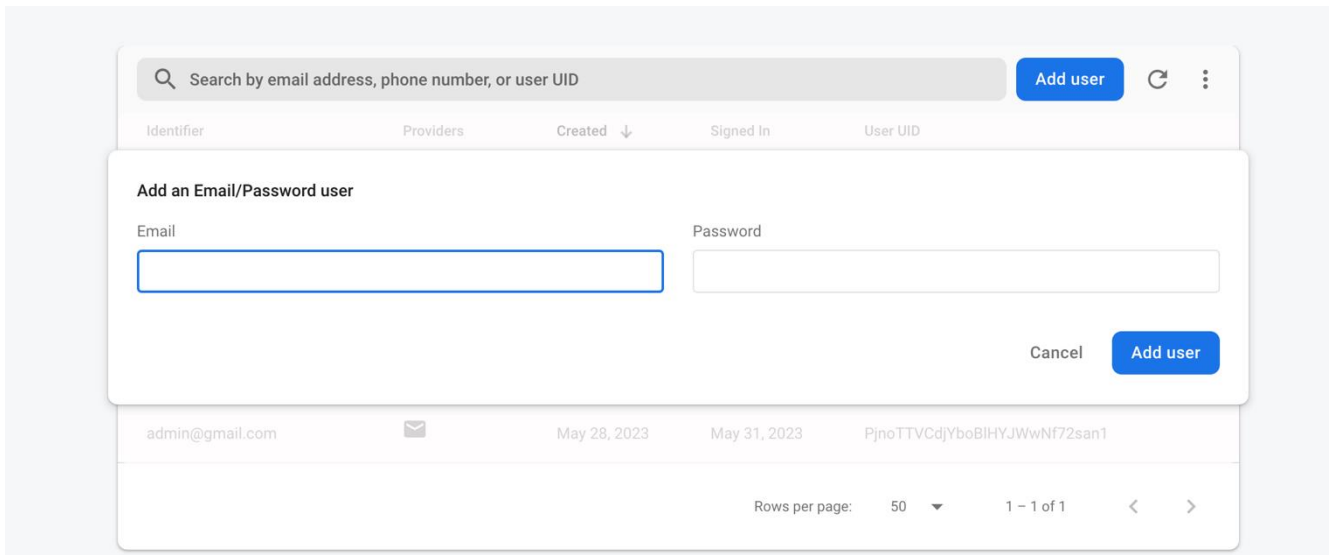 Search by email address, phone number, or user UID Add user
Identifier Providers Created Signed In User UID
Add an Email/Password user
Email Password
Cancel Add user
admin@gmail.com May 28, 2023 May 31, 2023 PjnoTTVCdjYboBlHYJWwNf72san1
Rows per page: 50 1 – 1 of 1